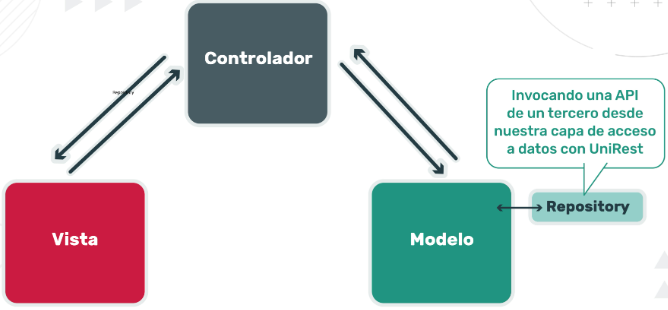 Controlador
Invocando una API
de un tercero desde
nuestra capa de acceso
a datos con UniRest
Repository
Vista
Modelo